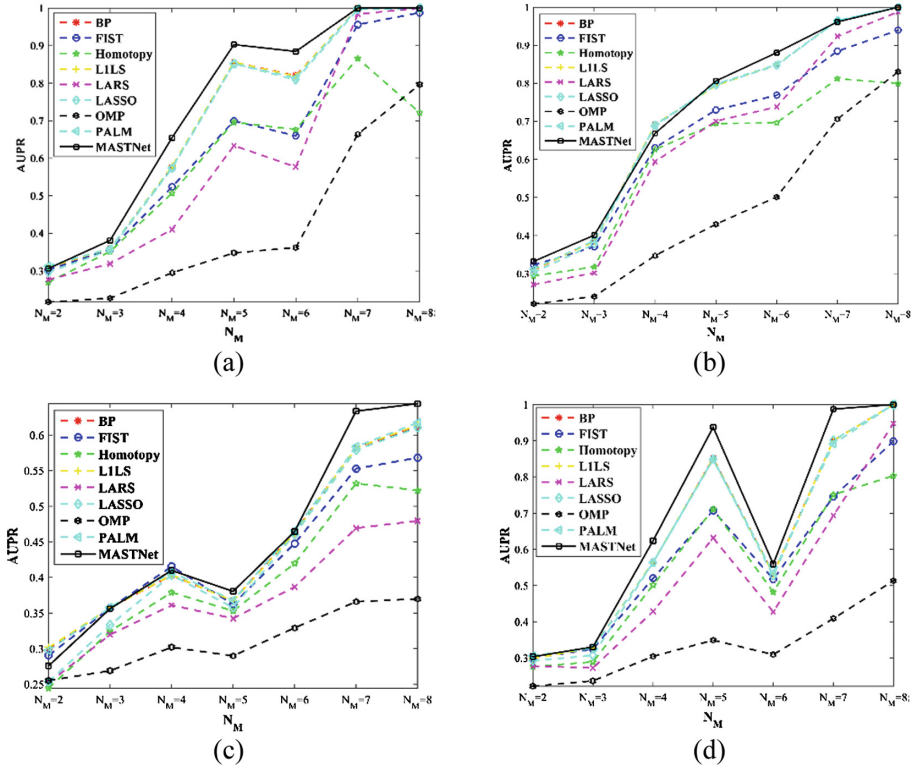 1
0.9
0.8
0.7
0.6
0.5
0.4
0.3
AUPR
BP
FIST
Homotopy
L1LS
LARS
LASSO
OMP
PALM
MASTNet
N_M=2 N_M=3 N_M=4 N_M=5 N_M=6 N_M=7 N_M=8:
N_M
(a)
1
0.9
0.8
0.7
0.6
0.5
0.4
0.3
AUPR
BP
FIST
Homotopy
L1LS
LARS
LASSO
OMP
PALM
MASTNet
N_M=2 N_M=3 N_M=4 N_M=5 N_M=6 N_M=7 N_M=8
N_M
(b)
0.6
0.55
0.5
0.45
0.4
0.35
0.3
0.25
AUPR
BP
FIST
Homotopy
L1LS
LARS
LASSO
OMP
PALM
MASTNet
N_M=2 N_M=3 N_M=4 N_M=5 N_M=6 N_M=7 N_M=8
N_M
(c)
1
0.9
0.8
0.7
0.6
0.5
0.4
0.3
AUPR
BP
FIST
Homotopy
L1LS
LARS
LASSO
OMP
PALM
MASTNet
N_M=2 N_M=3 N_M=4 N_M=5 N_M=6 N_M=7 N_M=8:
N_M
(d)